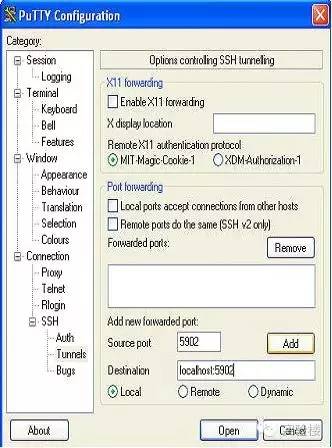 PuTTY Configuration
Category:
Session
Logging
Terminal
Keyboard
Bell
Features
Window
Appearance
Behaviour
Translation
Selection
Colours
Connection
Proxy
Telnet
Rlogin
SSH
Auth
Tunnels
Bugs
Options controlling SSH tunnelling
X11 forwarding
Enable X11 forwarding
X display location
Remote X11 authentication protocol
MIT-Magic-Cookie-1 XDM-Authorization-1
Port forwarding
Local ports accept connections from other hosts
Remote ports do the same (SSH v2 only)
Forwarded ports: Remove
Add new forwarded port:
Source port 5902 Add
Destination localhost:5902
Local Remote Dynamic
About Open Cancel